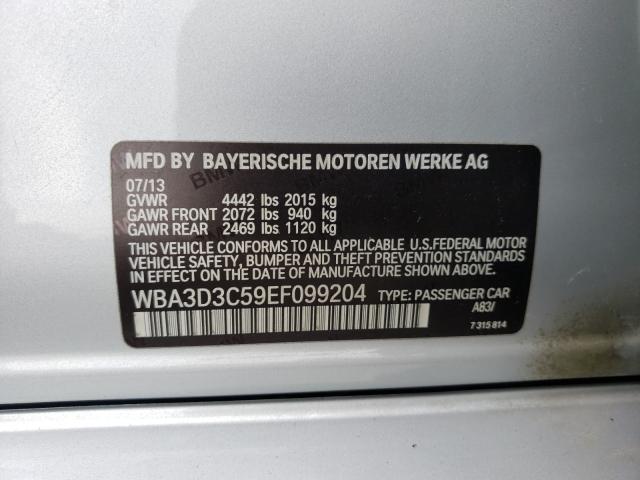 MFD BY BAYERISCHE MOTOREN WERKE AG
07/13
GVWR 4442 lbs 2015 kg
GAWR FRONT 2072 lbs 940 kg
GAWR REAR 2469 lbs 1120 kg
THIS VEHICLE CONFORMS TO ALL APPLICABLE U.S.FEDERAL MOTOR
VEHICLE SAFETY, BUMPER AND THEFT PREVENTION STANDARDS
IN EFFECT ON THE DATE OF MANUFACTURE SHOWN ABOVE.
WBA3D3C59EF099204 TYPE: PASSENGER CAR
A83/
7 315 814